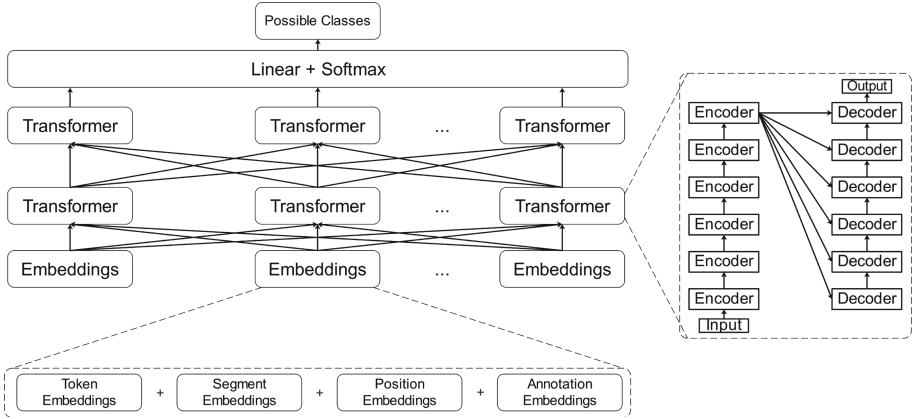 Possible Classes
Linear + Softmax
Transformer
Transformer
...
Transformer
Transformer
Transformer
...
Transformer
Embeddings
Embeddings
...
Embeddings
Token
Embeddings
+
Segment
Embeddings
+
Position
Embeddings
+
Annotation
Embeddings
Output
Encoder
Decoder
Encoder
Decoder
Encoder
Decoder
Encoder
Decoder
Encoder
Decoder
Encoder
Decoder
Input